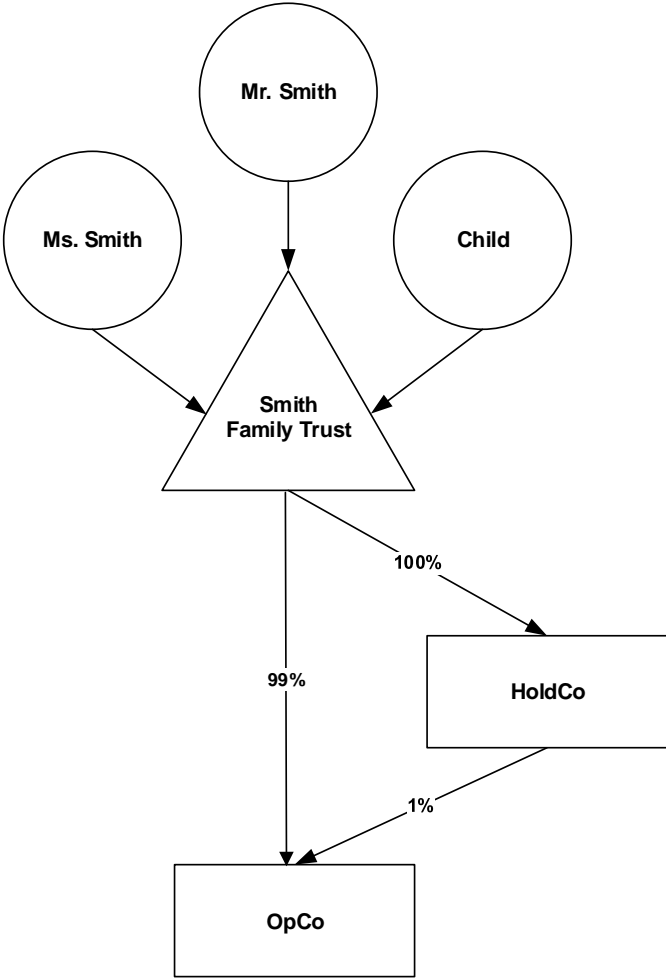 Mr. Smith
Ms. Smith
Child
Smith
Family Trust
100%
99%
HoldCo
1%
OpCo